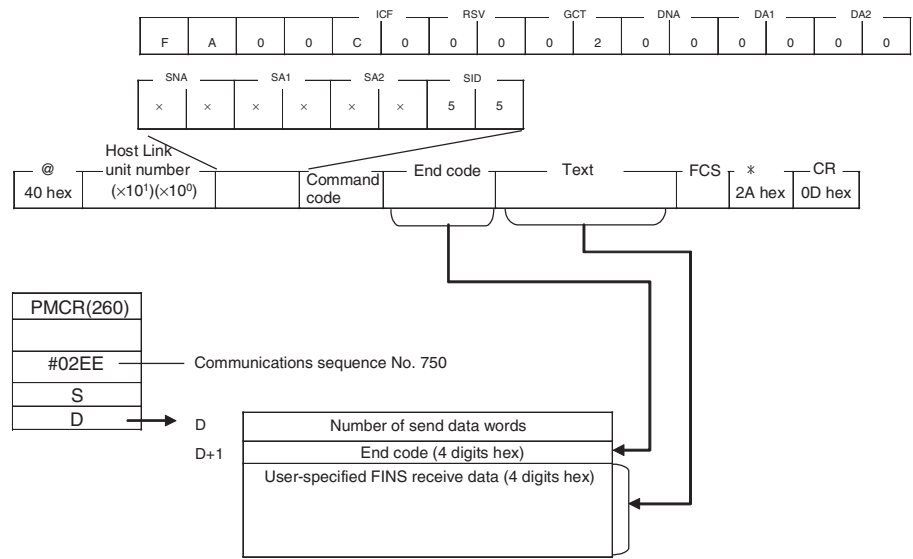 ICF RSV GCT DNA DA1 DA2
F A 0 0 C 0 0 0 0 2 0 0 0 0 0 0
SNA SA1 SA2 SID
× × × × × × 5 5
@ Host Link unit number (×10¹)(×10⁰) Command code End code Text FCS * CR
40 hex 2A hex 0D hex
PMCR(260)
#02EE Communications sequence No. 750
S
D D Number of send data words
D+1 End code (4 digits hex)
User-specified FINS receive data (4 digits hex)